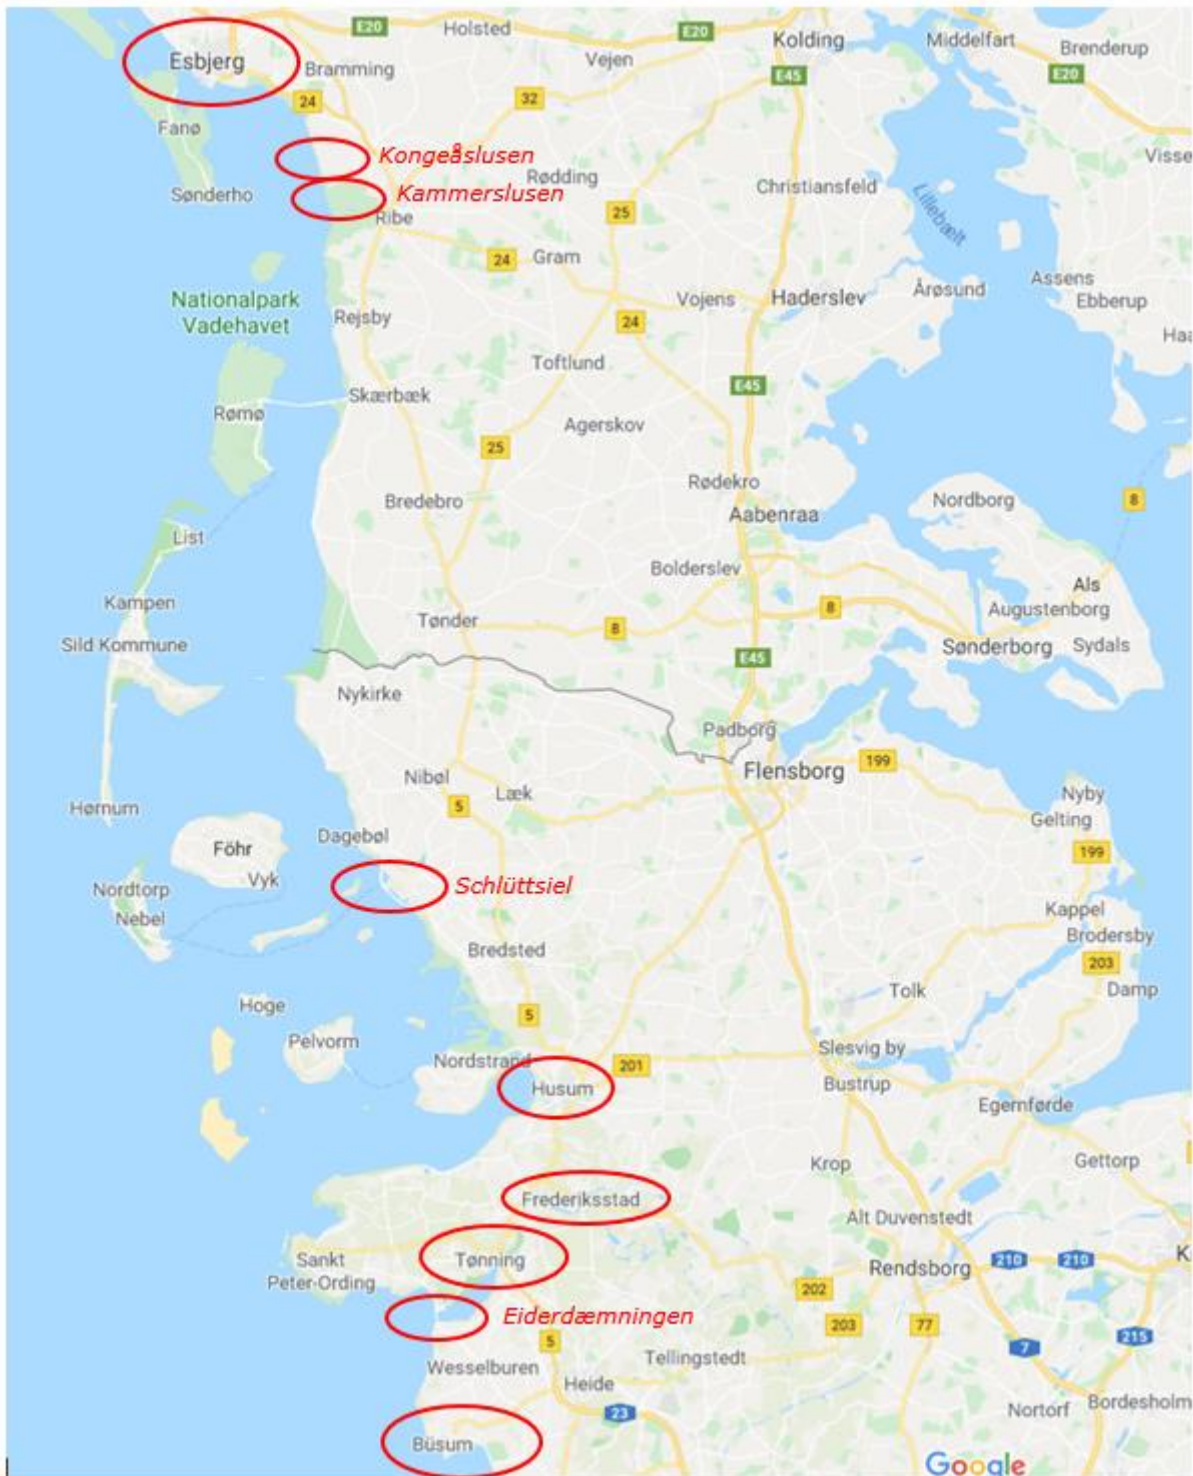 E20
Holsted
E20
Kolding
Middelfart
Brenderup
Esbjerg
Bramming
Vejen
E45
E20
24
32
Fanø
Kongeåslusen
Visse
Rødding
Christiansfeld
Sønderho
Kammerslusen
Ribe
25
Lillebælt
24
Gram
Nationalpark
Vadehavet
Vojens
Haderslev
Årøsund
Assens
Ebberup
Rejsby
24
Haa
Toftlund
Skærbæk
E45
Rømø
Agerskov
25
Rødekro
Bredebro
Nordborg
8
Aabenraa
List
Bolderslev
Als
Kampen
Augustenborg
8
Tønder
8
Sild Kommune
Sønderborg
Sydals
E45
Nykirke
Padborg
Flensborg
199
Nibøl
Læk
5
Nyby
Hørnum
Gelting
Dagebøl
Föhr
199
Vyk
Schlüttsiel
Nordtorp
Nebel
Kappel
Brodersby
Bredsted
203
Tolk
Damp
Hoge
5
Pelvorm
Slesvig by
Nordstrand
201
Husum
Bustrup
Egernførde
Krop
Gettorp
Frederiksstad
Alt Duvenstedt
Sankt
Peter-Ording
Tønning
Rendsborg
210
210
K
202
Eiderdæmningen
203
77
215
5
7
Wesselburen
Tellingstedt
Heide
Nortorf
Bordesholm
23
Büsum
Google